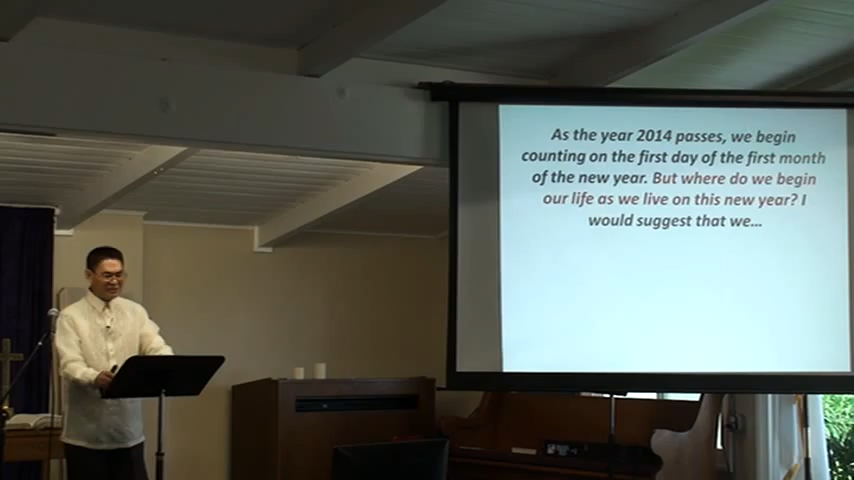 As the year 2014 passes, we begin
counting on the first day of the first month
of the new year. But where do we begin
our life as we live on this new year? I
would suggest that we...